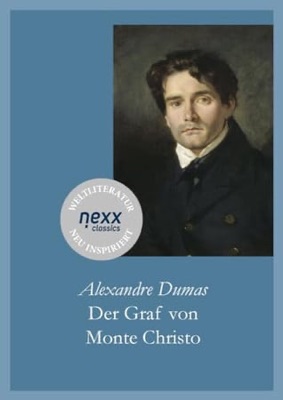 WELTLITERATUR
nexx
classics
NEU INSPIRIERT
Alexandre Dumas
Der Graf von
Monte Christo